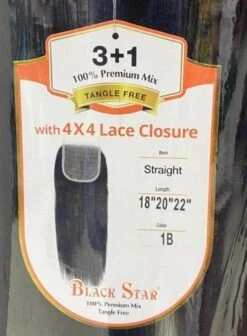 3+1
100% Premium Mix
TANGLE FREE
with 4X4 Lace Closure
Item
Straight
Length
18"20"22"
Color
1B
BLACK STAR
100% Premium Mix
Tangle Free